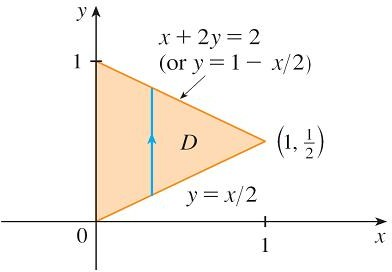 y
x + 2y = 2
(or y = 1 − x/2)
1
D
(1, 1/2)
y = x/2
0
1
x